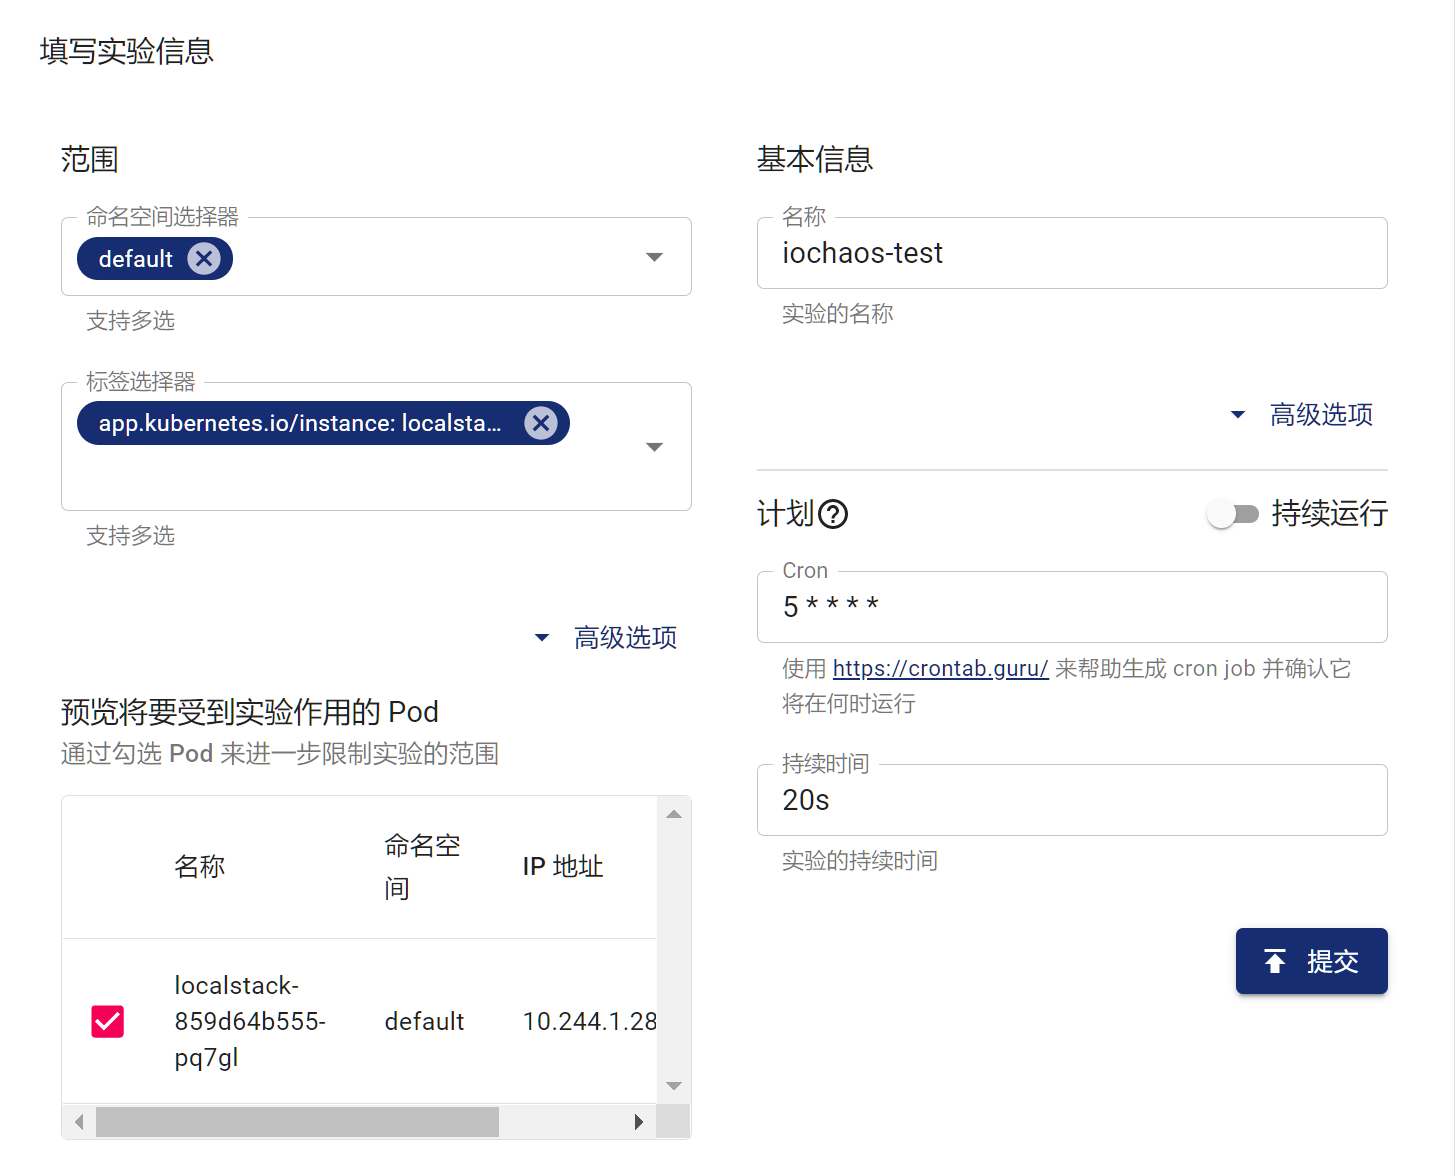 填写实验信息
范围
命名空间选择器
default
支持多选
标签选择器
app.kubernetes.io/instance: localsta...
支持多选
高级选项
预览将要受到实验作用的 Pod
通过勾选 Pod 来进一步限制实验的范围
名称 命名空间 IP 地址
localstack-
859d64b555-
pq7gl
default
10.244.1.28
基本信息
名称
iochaos-test
实验的名称
高级选项
计划
持续运行
Cron
5 * * * *
使用 https://crontab.guru/ 来帮助生成 cron job 并确认它
将在何时运行
持续时间
20s
实验的持续时间
提交